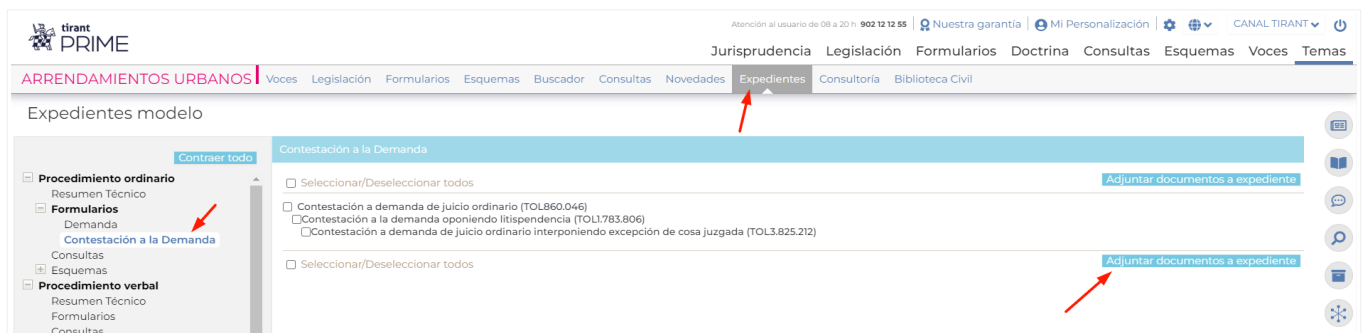 Atención al usuario de 08 a 20 h 902 12 12 55 Nuestra garantía Mi Personalización CANAL TIRANT
tirant
PRIME
Jurisprudencia Legislación Formularios Doctrina Consultas Esquemas Voces Temas
ARRENDAMIENTOS URBANOS Voces Legislación Formularios Esquemas Buscador Consultas Novedades Expedientes Consultoría Biblioteca Civil
Expedientes modelo
Contraer todo
Procedimiento ordinario
Resumen Técnico
Formularios
Demanda
Contestación a la Demanda
Consultas
Esquemas
Procedimiento verbal
Resumen Técnico
Formularios
Consultas
Contestación a la Demanda
Seleccionar/Deseleccionar todos Adjuntar documentos a expediente
Contestación a demanda de juicio ordinario (TOL860.046)
Contestación a la demanda oponiendo litispendencia (TOL1.783.806)
Contestación a demanda de juicio ordinario interponiendo excepción de cosa juzgada (TOL3.825.212)
Seleccionar/Deseleccionar todos Adjuntar documentos a expediente